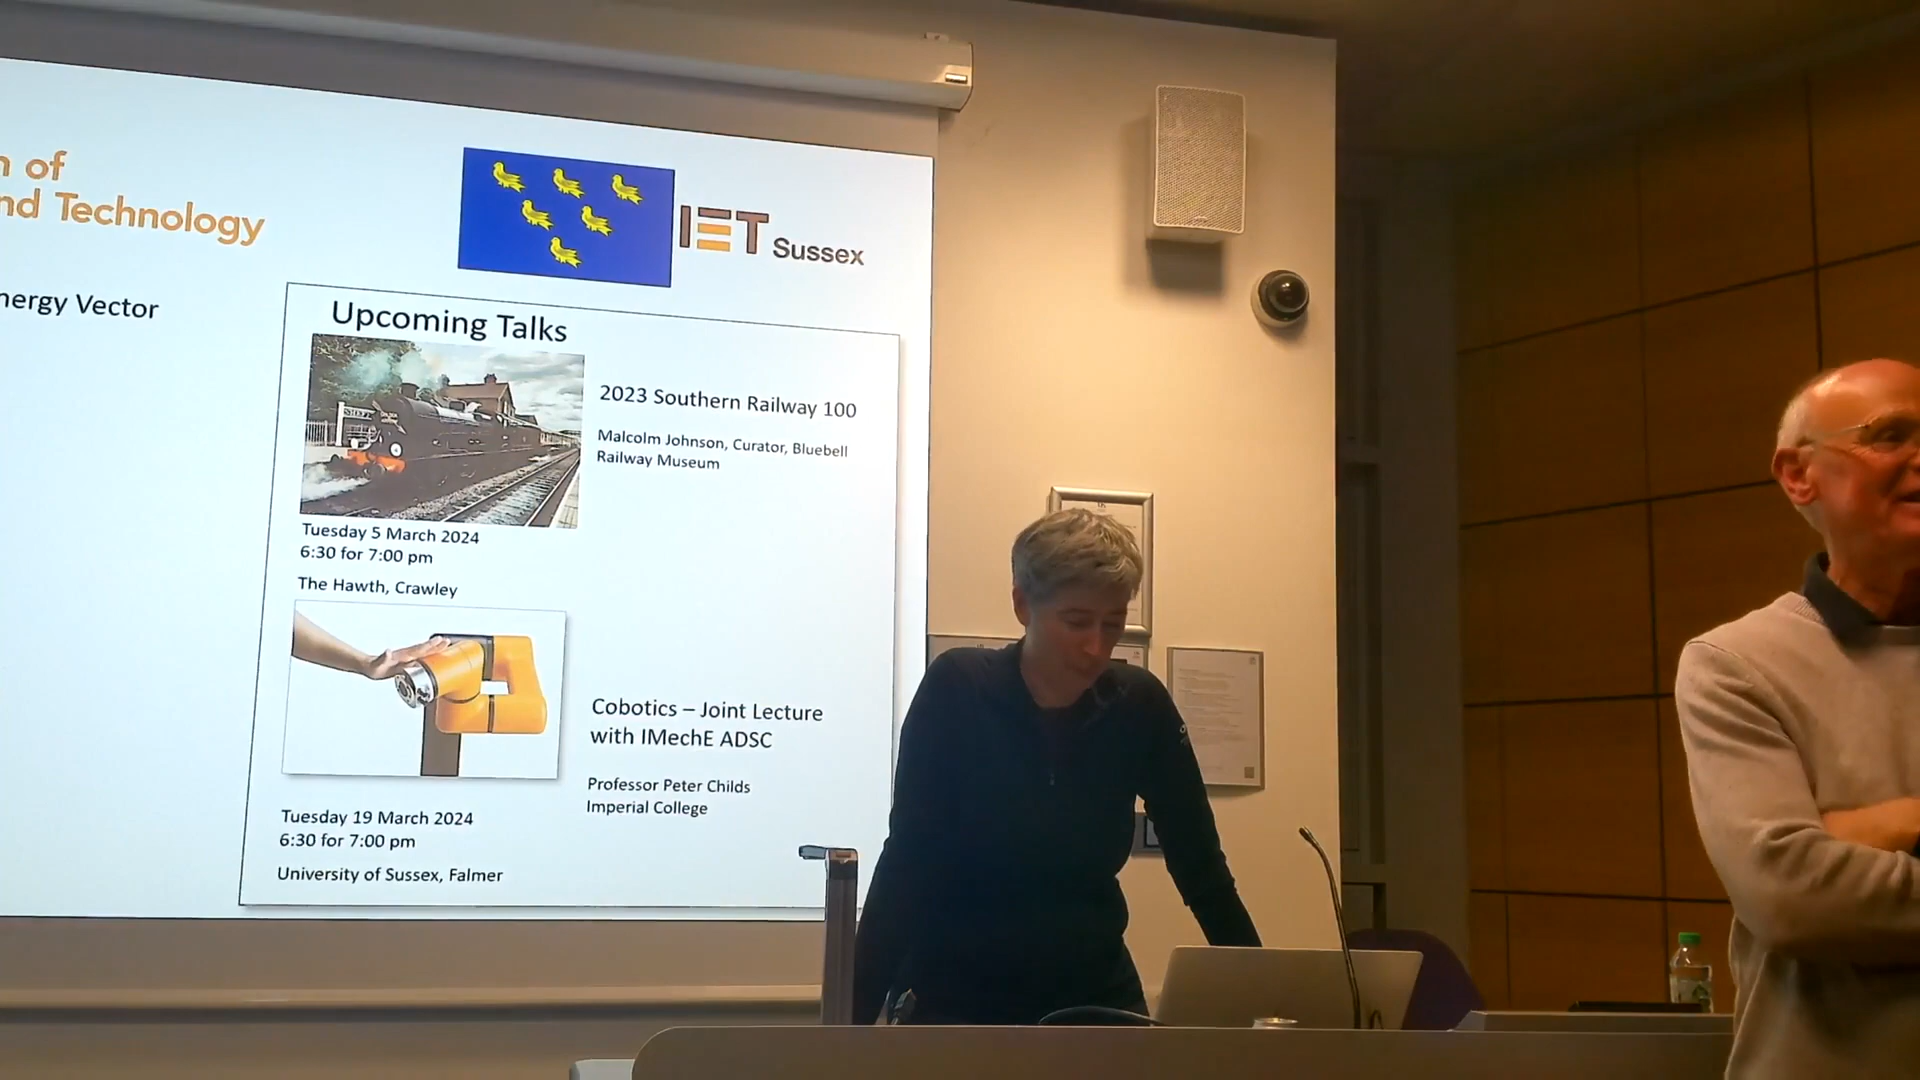 n of
nd Technology
IET Sussex
nergy Vector
Upcoming Talks
2023 Southern Railway 100
Malcolm Johnson, Curator, Bluebell
Railway Museum
Tuesday 5 March 2024
6:30 for 7:00 pm
The Hawth, Crawley
Cobotics – Joint Lecture
with IMechE ADSC
Professor Peter Childs
Imperial College
Tuesday 19 March 2024
6:30 for 7:00 pm
University of Sussex, Falmer